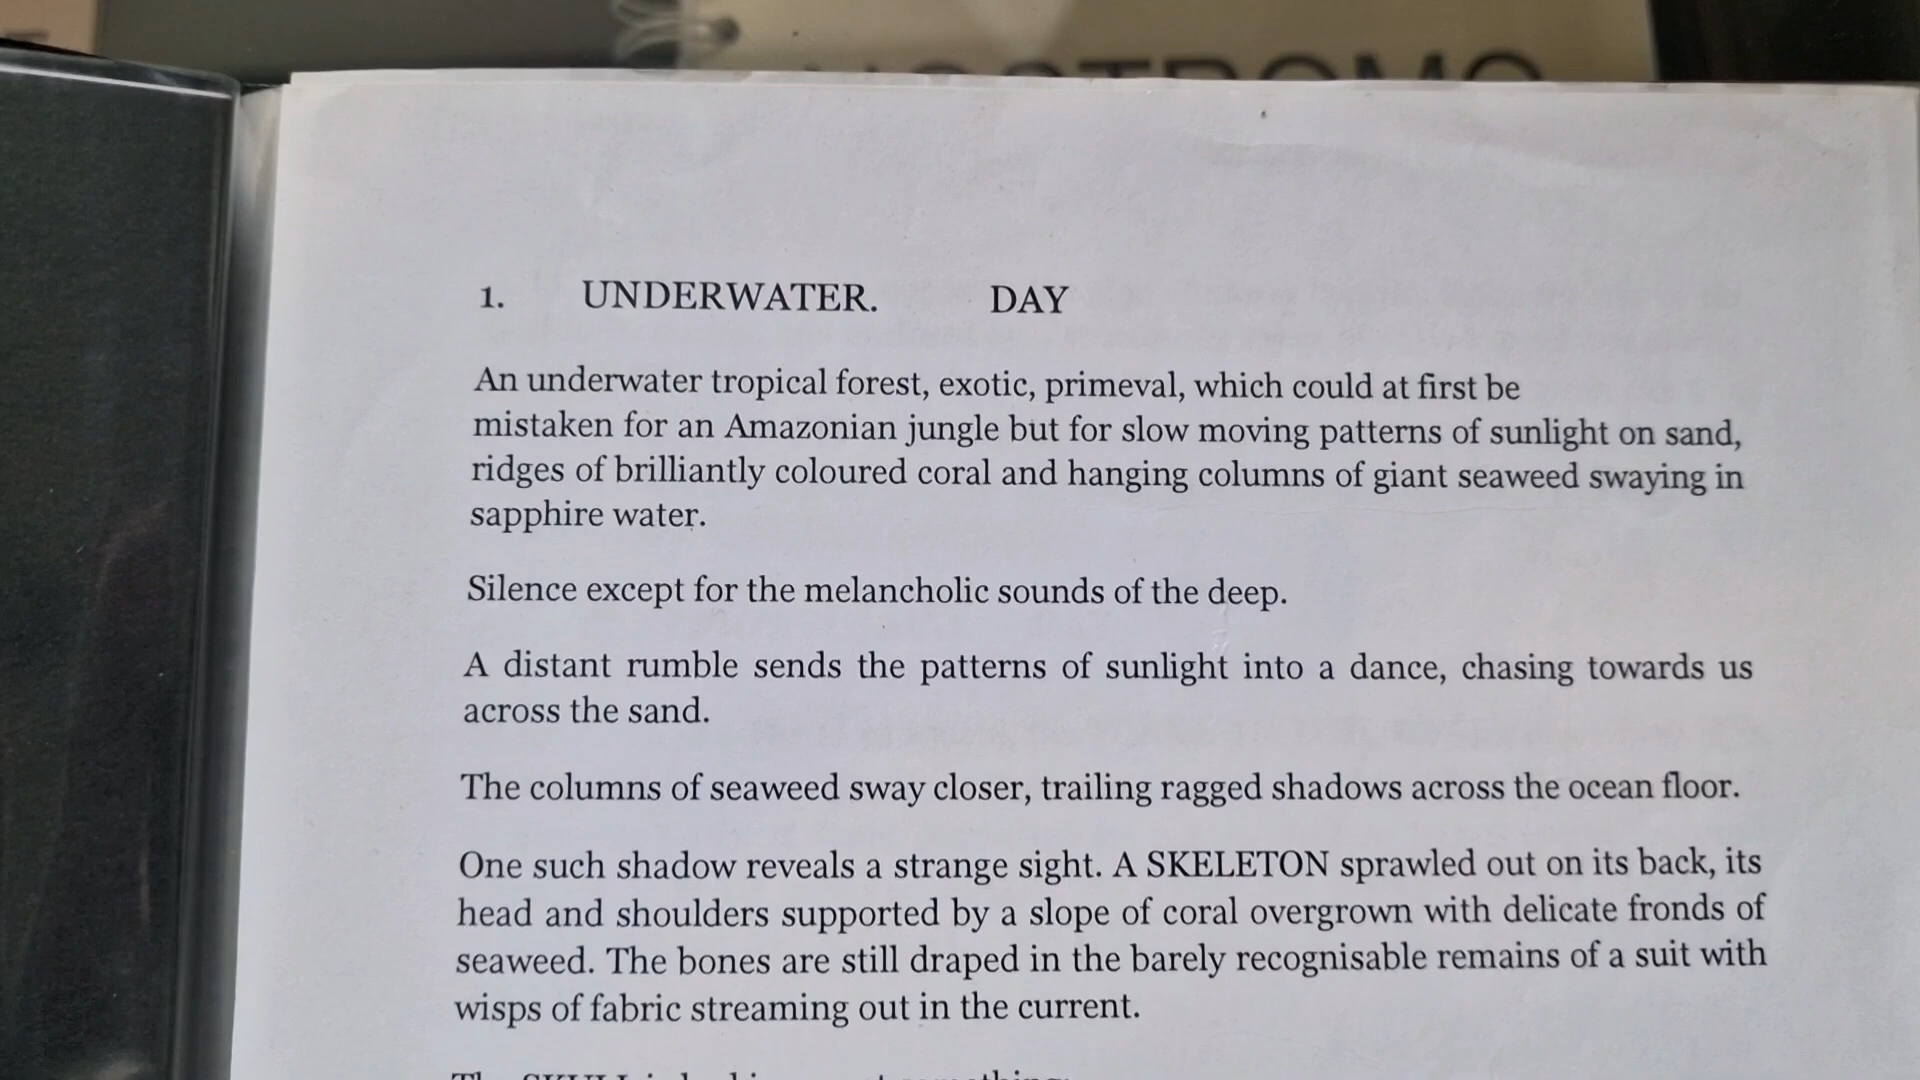 NOSTROMO
1. UNDERWATER. DAY
An underwater tropical forest, exotic, primeval, which could at first be
mistaken for an Amazonian jungle but for slow moving patterns of sunlight on sand,
ridges of brilliantly coloured coral and hanging columns of giant seaweed swaying in
sapphire water.
Silence except for the melancholic sounds of the deep.
A distant rumble sends the patterns of sunlight into a dance, chasing towards us
across the sand.
The columns of seaweed sway closer, trailing ragged shadows across the ocean floor.
One such shadow reveals a strange sight. A SKELETON sprawled out on its back, its
head and shoulders supported by a slope of coral overgrown with delicate fronds of
seaweed. The bones are still draped in the barely recognisable remains of a suit with
wisps of fabric streaming out in the current.